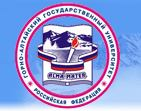 ГОРНО-АЛТАЙСКИЙ ГОСУДАРСТВЕННЫЙ УНИВЕРСИТЕТ
ALMA-MATER
РОССИЙСКАЯ ФЕДЕРАЦИЯ